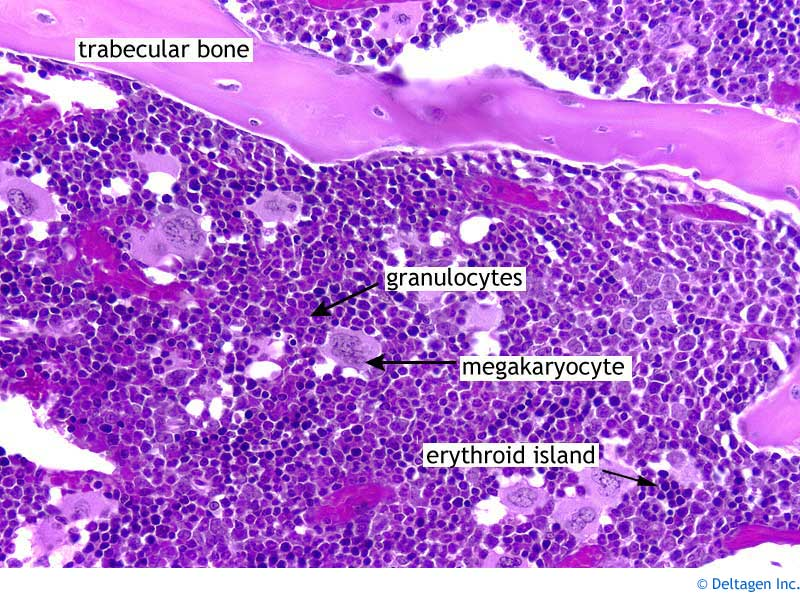 trabecular bone
granulocytes
megakaryocyte
erythroid island
© Deltagen Inc.